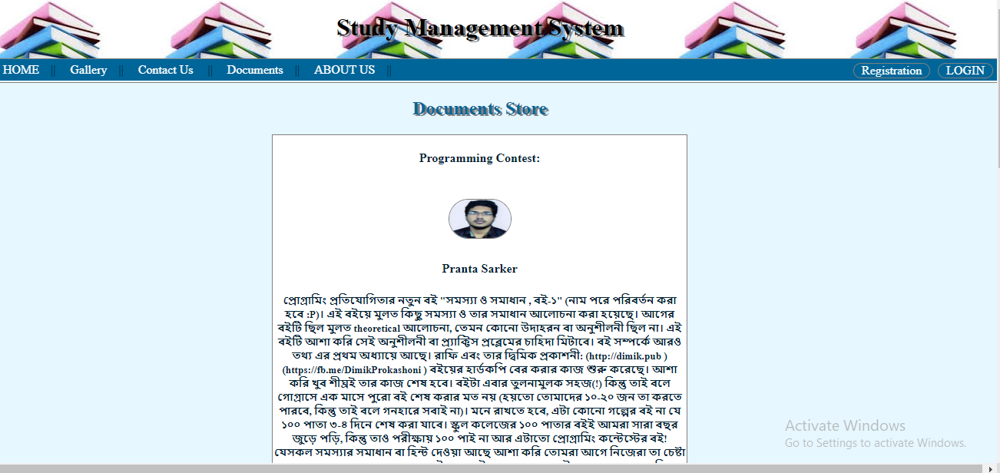 Study Management System
HOME || Gallery || Contact Us || Documents || ABOUT US || Registration LOGIN
Documents Store
Programming Contest:
Pranta Sarker
প্রোগ্রামিং প্রতিযোগিতার নতুন বই "সমস্যা ও সমাধান , বই-১" (নাম পরে পরিবর্তন করা
হবে :P)। এই বইয়ে মুলত কিছু সমস্যা ও তার সমাধান আলোচনা করা হয়েছে। আগের
বইটি ছিল মুলত theoretical আলোচনা, তেমন কোনো উদাহরন বা অনুশীলনী ছিল না। এই
বইটি আশা করি সেই অনুশীলনী বা প্র্যাক্টিস প্রব্লেমের চাহিদা মিটাবে। বই সম্পর্কে আরও
তথ্য এর প্রথম অধ্যায়ে আছে। রাফি এবং তার দ্বিমিক প্রকাশনী: (http://dimik.pub )
(https://fb.me/DimikProkashoni ) বইয়ের হার্ডকপি বের করার কাজ শুরু করেছে। আশা
করি খুব শীঘ্রই তার কাজ শেষ হবে। বইটা এবার তুলনামুলক সহজ(!) কিন্তু তাই বলে
গোগ্রাসে এক মাসে পুরো বই শেষ করার মত নয় (হয়তো তোমাদের ১০-২০ জন তা করতে
পারবে, কিন্তু তাই বলে গনহারে সবাই না)। মনে রাখতে হবে, এটা কোনো গল্পের বই না যে
১০০ পাতা ৩-৪ দিনে শেষ করা যাবে। স্কুল কলেজের ১০০ পাতার বইই আমরা সারা বছর
জুড়ে পড়ি, কিন্তু তাও পরীক্ষায় ১০০ পাই না আর এটাতো প্রোগ্রামিং কন্টেস্টের বই!
যেসকল সমস্যার সমাধান বা হিন্ট দেওয়া আছে আশা করি তোমরা আগে নিজেরা তা চেষ্টা
Activate Windows
Go to Settings to activate Windows.